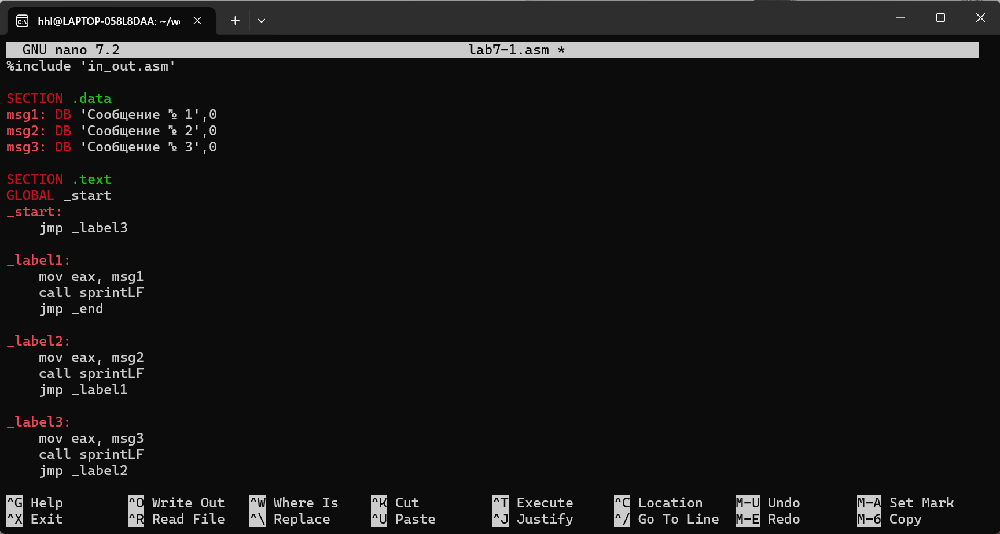 hhl@LAPTOP-058L8DAA: ~/w
GNU nano 7.2 lab7-1.asm *
%include 'in_out.asm'
SECTION .data
msg1: DB 'Сообщение № 1',0
msg2: DB 'Сообщение № 2',0
msg3: DB 'Сообщение № 3',0
SECTION .text
GLOBAL _start
_start:
jmp _label3
_label1:
mov eax, msg1
call sprintLF
jmp _end
_label2:
mov eax, msg2
call sprintLF
jmp _label1
_label3:
mov eax, msg3
call sprintLF
jmp _label2
^G Help ^O Write Out ^W Where Is ^K Cut ^T Execute ^C Location M-U Undo M-A Set Mark
^X Exit ^R Read File ^\ Replace ^U Paste ^J Justify ^/ Go To Line M-E Redo M-6 Copy